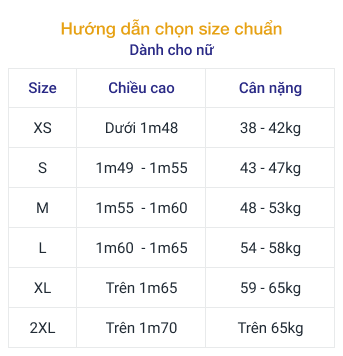 Hướng dẫn chọn size chuẩn
Dành cho nữ
Size Chiều cao Cân nặng
XS Dưới 1m48 38 - 42kg
S 1m49 - 1m55 43 - 47kg
M 1m55 - 1m60 48 - 53kg
L 1m60 - 1m65 54 - 58kg
XL Trên 1m65 59 - 65kg
2XL Trên 1m70 Trên 65kg